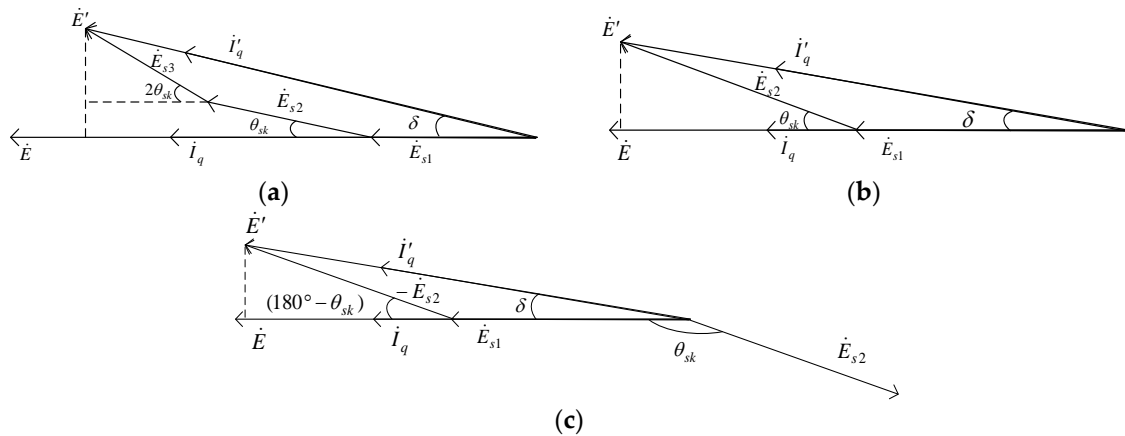 Ė′ İ′q
Ės3
2θsk Ės2
θsk δ
Ė İq Ės1
(a)
Ė′ İ′q
Ės2
θsk δ
Ė İq Ės1
(b)
Ė′ İ′q
(180° − θsk) −Ės2 δ
Ė İq Ės1 θsk Ės2
(c)